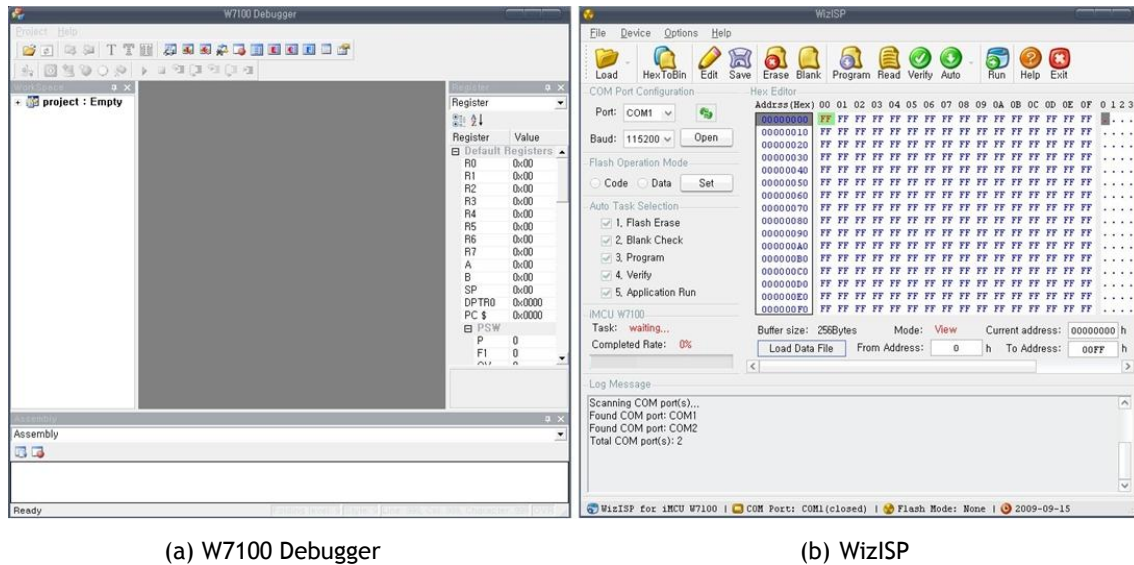 W7100 Debugger
Project Help
WorkSpace
project : Empty
Register
Register
Register Value
Default Registers
R0 0x00
R1 0x00
R2 0x00
R3 0x00
R4 0x00
R5 0x00
R6 0x00
R7 0x00
A 0x00
B 0x00
SP 0x00
DPTR0 0x0000
PC $ 0x0000
PSW
P 0
F1 0
OV 0
Assembly
Assembly
Ready
WizISP
File Device Options Help
Load HexToBin Edit Save Erase Blank Program Read Verify Auto Run Help Exit
COM Port Configuration
Port: COM1
Baud: 115200 Open
Flash Operation Mode
Code Data Set
Auto Task Selection
1. Flash Erase
2. Blank Check
3. Program
4. Verify
5. Application Run
iMCU W7100
Task: waiting...
Completed Rate: 0%
Hex Editor
Addrss(Hex) 00 01 02 03 04 05 06 07 08 09 0A 0B 0C 0D 0E 0F 0 1 2 3
00000000 FF FF FF FF FF FF FF FF FF FF FF FF FF FF FF FF . . . .
00000010 FF FF FF FF FF FF FF FF FF FF FF FF FF FF FF FF . . . .
00000020 FF FF FF FF FF FF FF FF FF FF FF FF FF FF FF FF . . . .
00000030 FF FF FF FF FF FF FF FF FF FF FF FF FF FF FF FF . . . .
00000040 FF FF FF FF FF FF FF FF FF FF FF FF FF FF FF FF . . . .
00000050 FF FF FF FF FF FF FF FF FF FF FF FF FF FF FF FF . . . .
00000060 FF FF FF FF FF FF FF FF FF FF FF FF FF FF FF FF . . . .
00000070 FF FF FF FF FF FF FF FF FF FF FF FF FF FF FF FF . . . .
00000080 FF FF FF FF FF FF FF FF FF FF FF FF FF FF FF FF . . . .
00000090 FF FF FF FF FF FF FF FF FF FF FF FF FF FF FF FF . . . .
000000A0 FF FF FF FF FF FF FF FF FF FF FF FF FF FF FF FF . . . .
000000B0 FF FF FF FF FF FF FF FF FF FF FF FF FF FF FF FF . . . .
000000C0 FF FF FF FF FF FF FF FF FF FF FF FF FF FF FF FF . . . .
000000D0 FF FF FF FF FF FF FF FF FF FF FF FF FF FF FF FF . . . .
000000E0 FF FF FF FF FF FF FF FF FF FF FF FF FF FF FF FF . . . .
000000F0 FF FF FF FF FF FF FF FF FF FF FF FF FF FF FF FF . . . .
Buffer size: 256Bytes Mode: View Current address: 00000000 h
Load Data File From Address: 0 h To Address: 00FF h
Log Message
Scanning COM port(s)...
Found COM port: COM1
Found COM port: COM2
Total COM port(s): 2
WizISP for iMCU W7100 | COM Port: COM1(closed) | Flash Mode: None | 2009-09-15
(a) W7100 Debugger
(b) WizISP